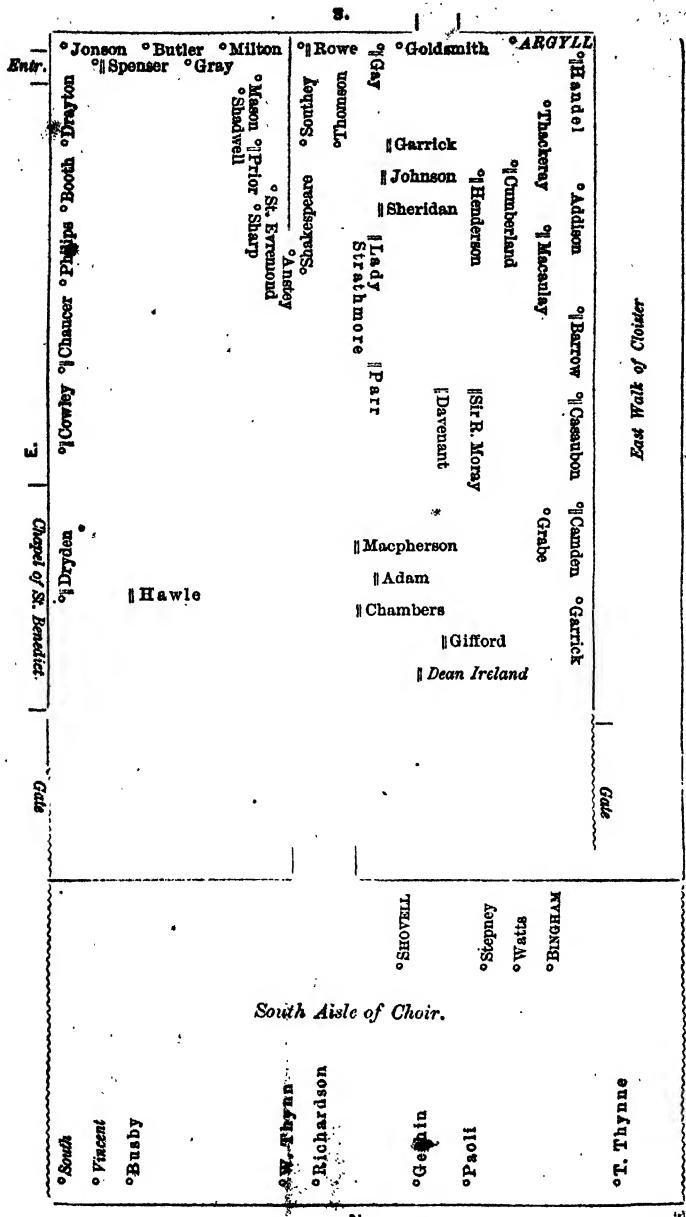 S.
°Jonson °Butler °Milton °||Rowe °||Gay °Goldsmith °ARGYLL
Entr. °||Spenser °Gray
°||Handel
°Drayton
°Mason
°Shadwell
°||Prior
°Sharp
°St. Evremond
°Anstey
°Southey
°Thomson
°Shakespeare
||Garrick
||Johnson
||Sheridan
°||Henderson
°Cumberland
°Thackeray
°||Macaulay
°Addison
°Booth
°Philips
°||Chaucer
°||Cowley
||Lady
Strathmore
||Parr
||Davenant
||Sir R. Moray
°||Barrow
°||Casaubon
East Walk of Cloister
E.
Chapel of St. Benedict.
°||Dryden
||Hawle
||Macpherson
||Adam
||Chambers
||Gifford
||Dean Ireland
°Grabe
°||Camden
°Garrick
Gate
Gate
°SHOVELL
°Stepney
°Watts
°BINGHAM
South Aisle of Choir.
°South
°Vincent
°Busby
°W. Thynn
°Richardson
°Paoli
°T. Thynne